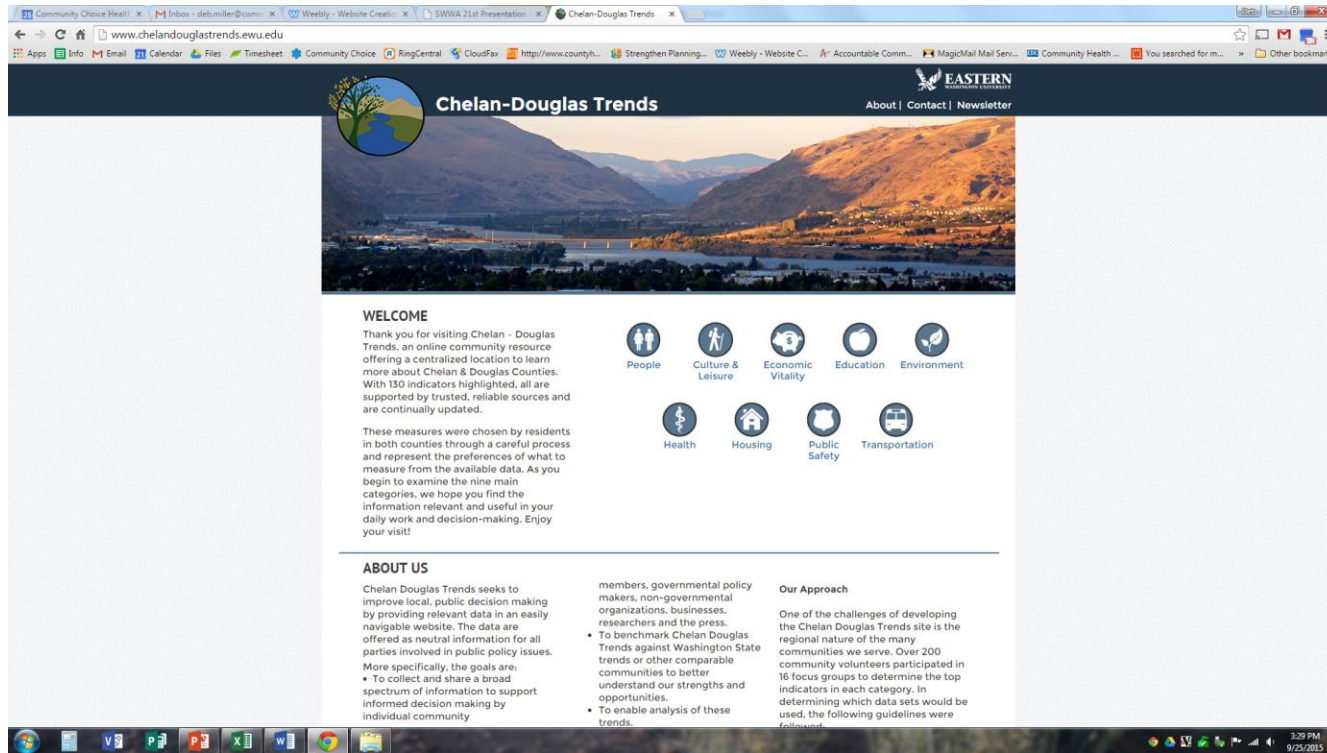 Community Choice Healt
Inbox - deb.miller@comm
Weebly - Website Creatio
SWWA 21st Presentation
Chelan-Douglas Trends
www.chelandouglastrends.ewu.edu
Apps
Info
Email
Calendar
Files
Timesheet
Community Choice
RingCentral
CloudFax
http://www.countyh...
Strengthen Planning...
Weebly - Website C...
Accountable Comm...
MagicMail Mail Serv...
Community Health ...
You searched for m...
»
Other bookmar
EASTERN
WASHINGTON UNIVERSITY
Chelan-Douglas Trends
About | Contact | Newsletter
WELCOME
Thank you for visiting Chelan – Douglas
Trends, an online community resource
offering a centralized location to learn
more about Chelan & Douglas Counties.
With 130 indicators highlighted, all are
supported by trusted, reliable sources and
are continually updated.
These measures were chosen by residents
in both counties through a careful process
and represent the preferences of what to
measure from the available data. As you
begin to examine the nine main
categories, we hope you find the
information relevant and useful in your
daily work and decision-making. Enjoy
your visit!
People
Culture &
Leisure
Economic
Vitality
Education
Environment
Health
Housing
Public
Safety
Transportation
ABOUT US
Chelan Douglas Trends seeks to
improve local, public decision making
by providing relevant data in an easily
navigable website. The data are
offered as neutral information for all
parties involved in public policy issues.
More specifically, the goals are:
• To collect and share a broad
spectrum of information to support
informed decision making by
individual community
members, governmental policy
makers, non-governmental
organizations, businesses,
researchers and the press.
• To benchmark Chelan Douglas
Trends against Washington State
trends or other comparable
communities to better
understand our strengths and
opportunities.
• To enable analysis of these
trends.
Our Approach
One of the challenges of developing
the Chelan Douglas Trends site is the
regional nature of the many
communities we serve. Over 200
community volunteers participated in
16 focus groups to determine the top
indicators in each category. In
determining which data sets would be
used, the following guidelines were
followed:
3:29 PM
9/25/2015